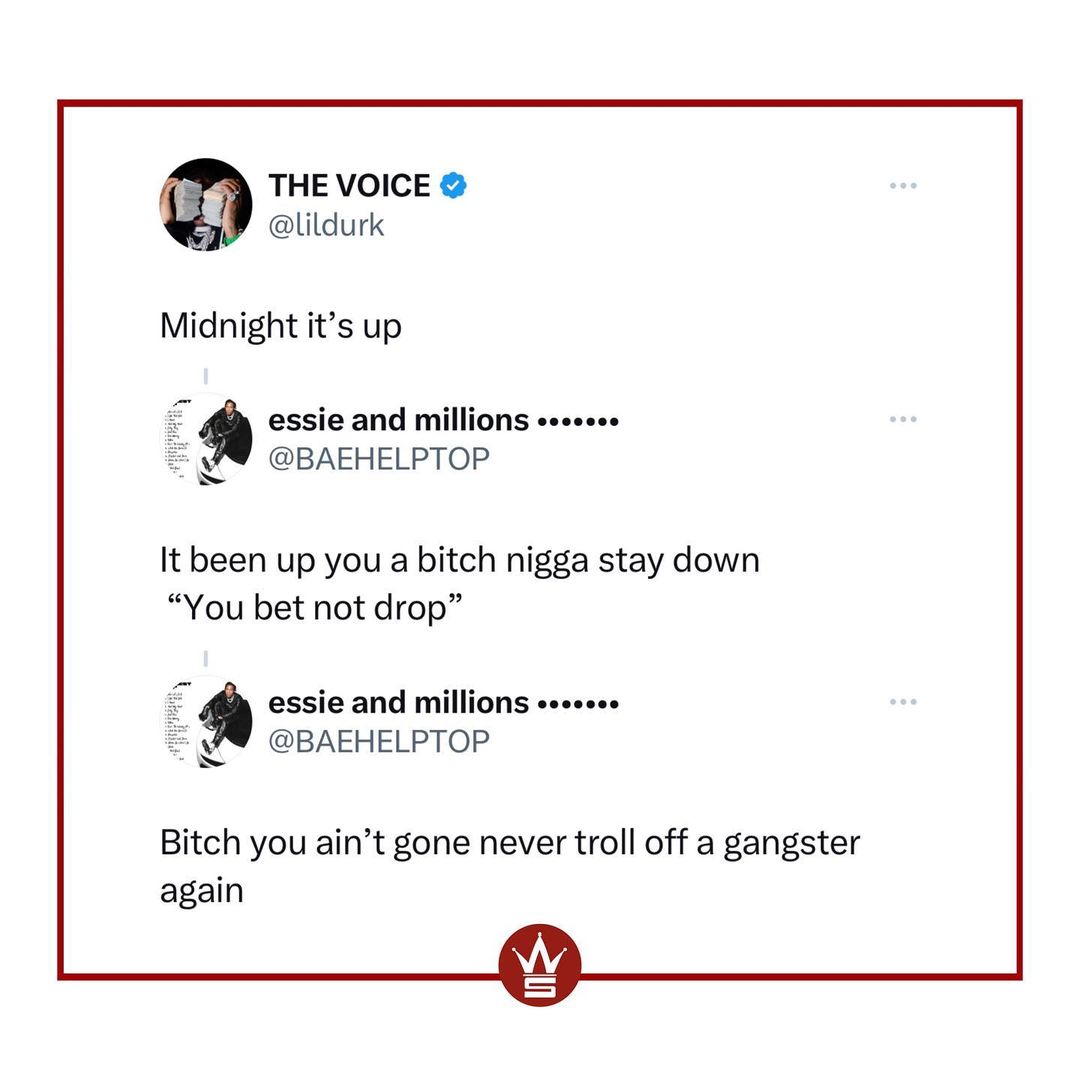 THE VOICE
@lildurk
Midnight it’s up
essie and millions •••••••
@BAEHELPTOP
It been up you a bitch nigga stay down
“You bet not drop”
essie and millions •••••••
@BAEHELPTOP
Bitch you ain’t gone never troll off a gangster
again